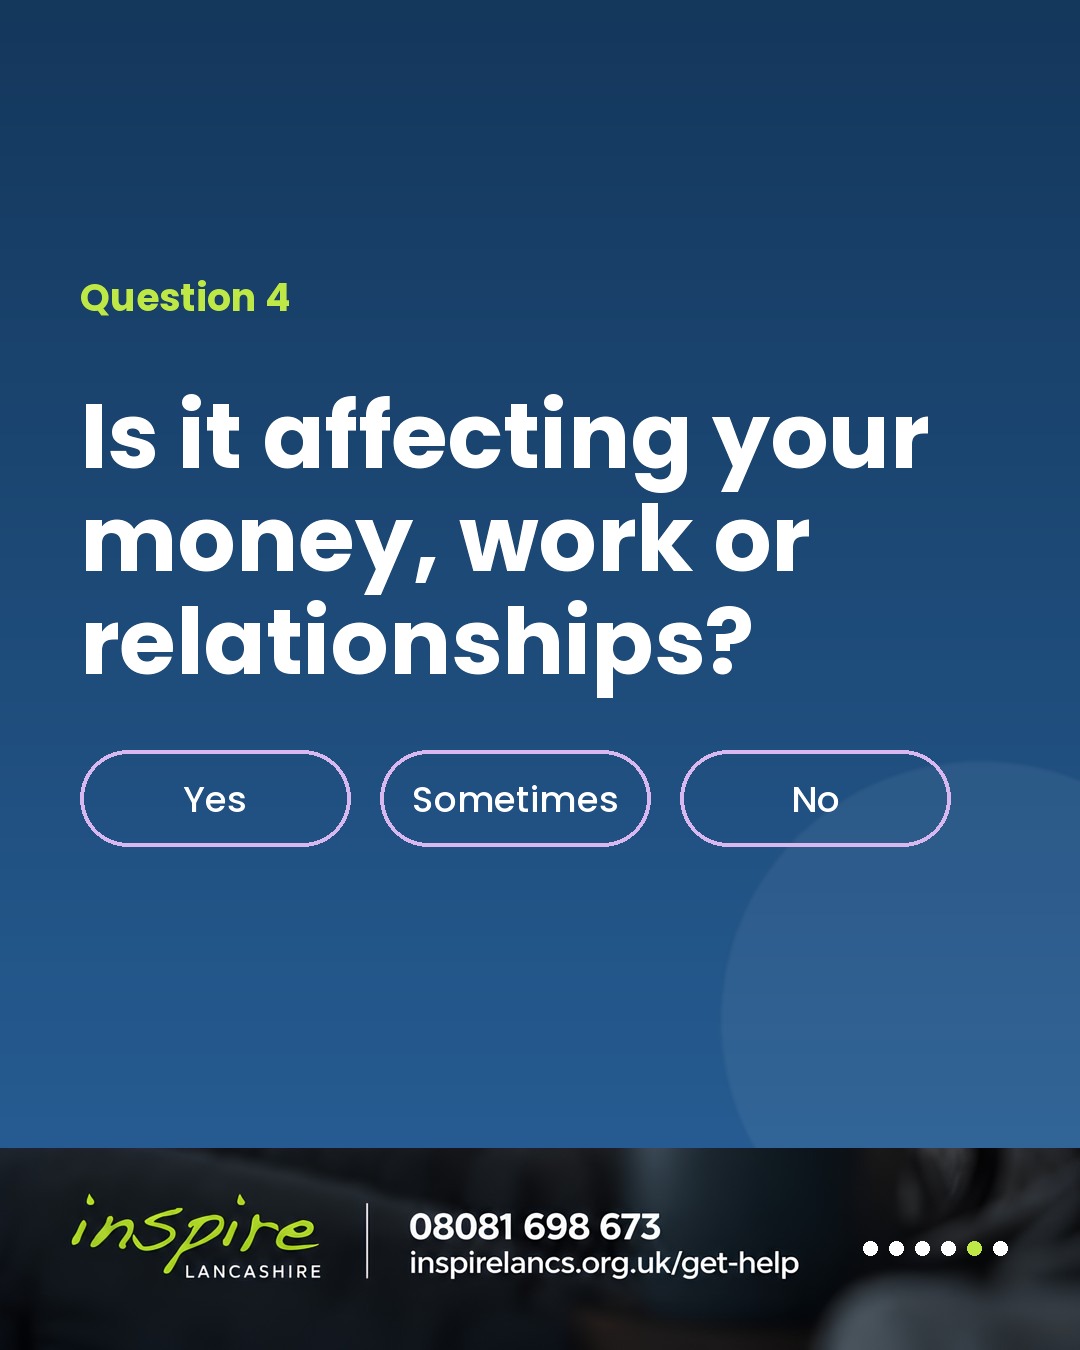 Question 4
Is it affecting your
money, work or
relationships?
Yes
Sometimes
No
inspire
LANCASHIRE
08081 698 673
inspirelancs.org.uk/get-help